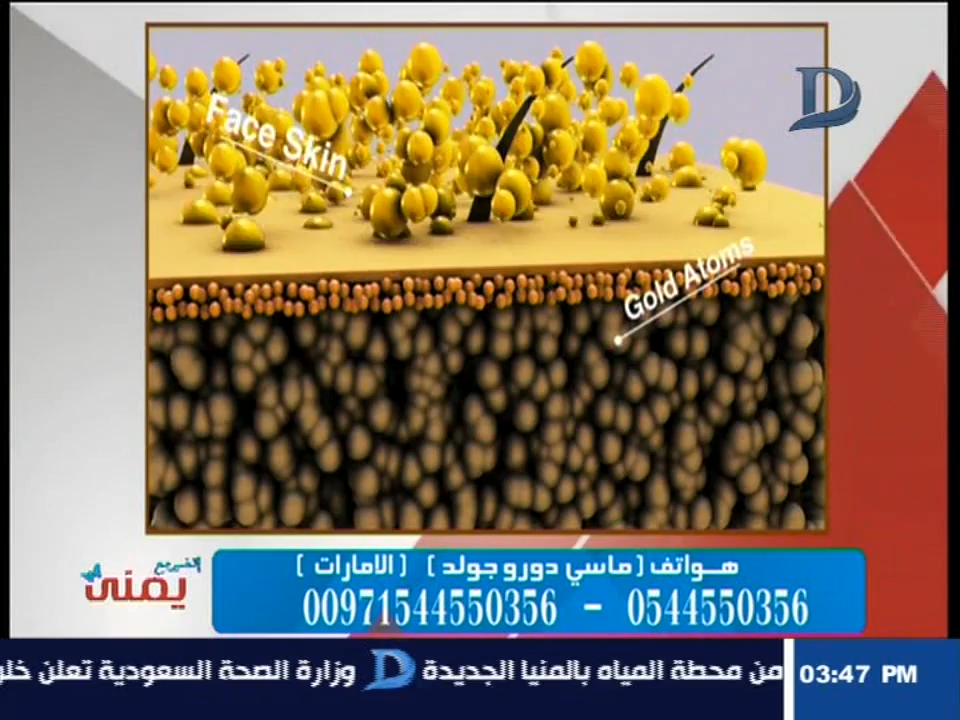 D
Face Skin
Gold Atoms
هــواتف (ماسي دورو جولد) (الامارات)
00971544550356 - 0544550356
يمنى
من محطة المياه بالمنيا الجديدة D وزارة الصحة السعودية تعلن
03:47 PM